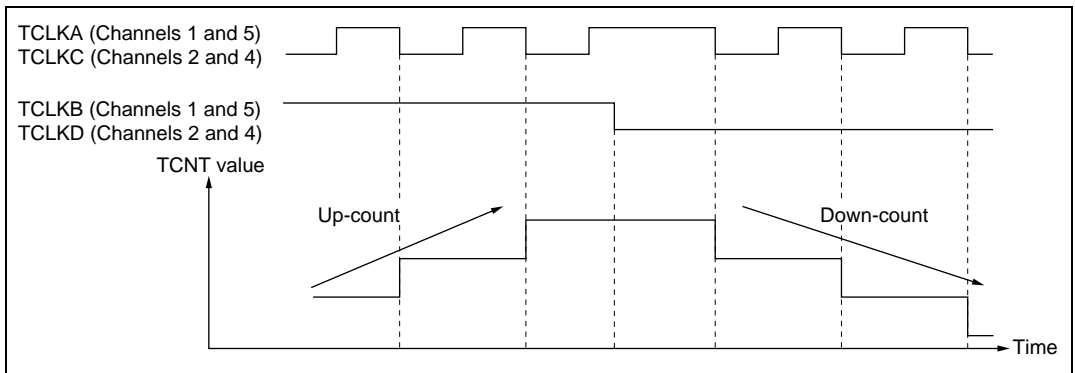 TCLKA (Channels 1 and 5)
TCLKC (Channels 2 and 4)
TCLKB (Channels 1 and 5)
TCLKD (Channels 2 and 4)
TCNT value
Up-count
Down-count
Time